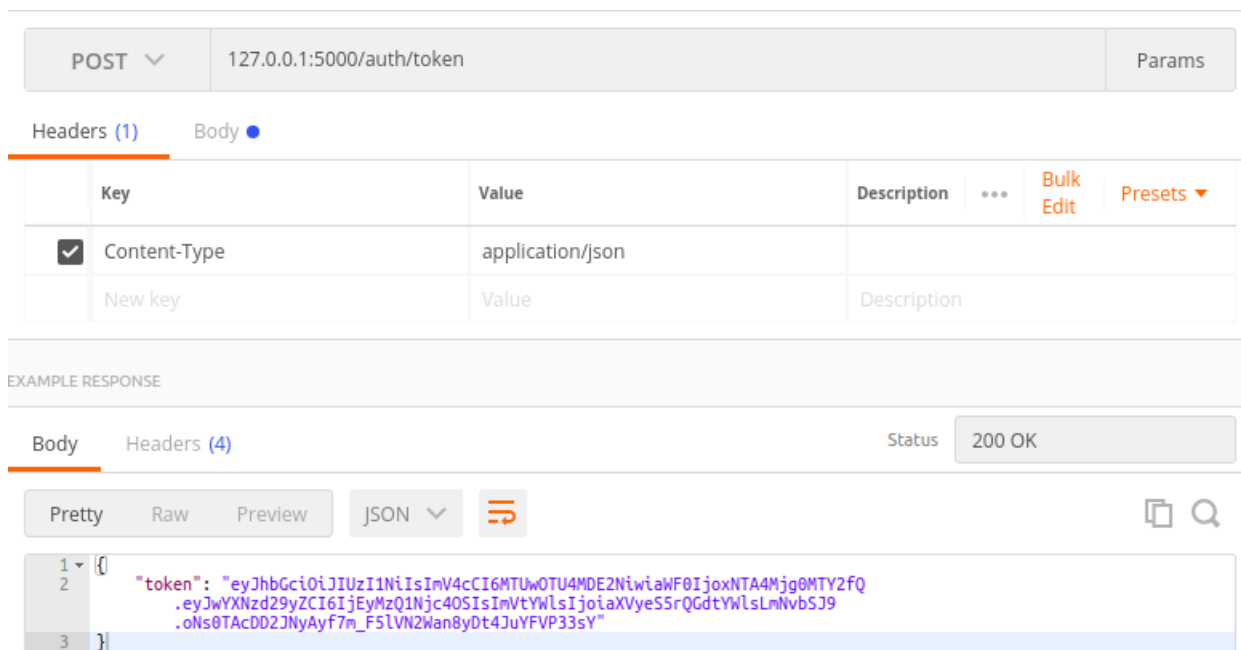 POST 127.0.0.1:5000/auth/token Params
Headers (1) Body
Key Value Description ••• Bulk Edit Presets
Content-Type application/json
New key Value Description
EXAMPLE RESPONSE
Body Headers (4) Status 200 OK
Pretty Raw Preview JSON
1 {
2 "token": "eyJhbGciOiJIUzI1NiIsImV4cCI6MTUwOTU4MDE2NiwiaWF0IjoxNTA4Mjg0MTY2fQ
.eyJwYXNzd29yZCI6IjEyMzQ1Njc4OSIsImVtYWlsIjoiaXVyeS5rQGdtYWlsLmNvbSJ9
.oNs0TAcDD2JNyAyf7m_F5lVN2Wan8yDt4JuYFVP33sY"
3 }